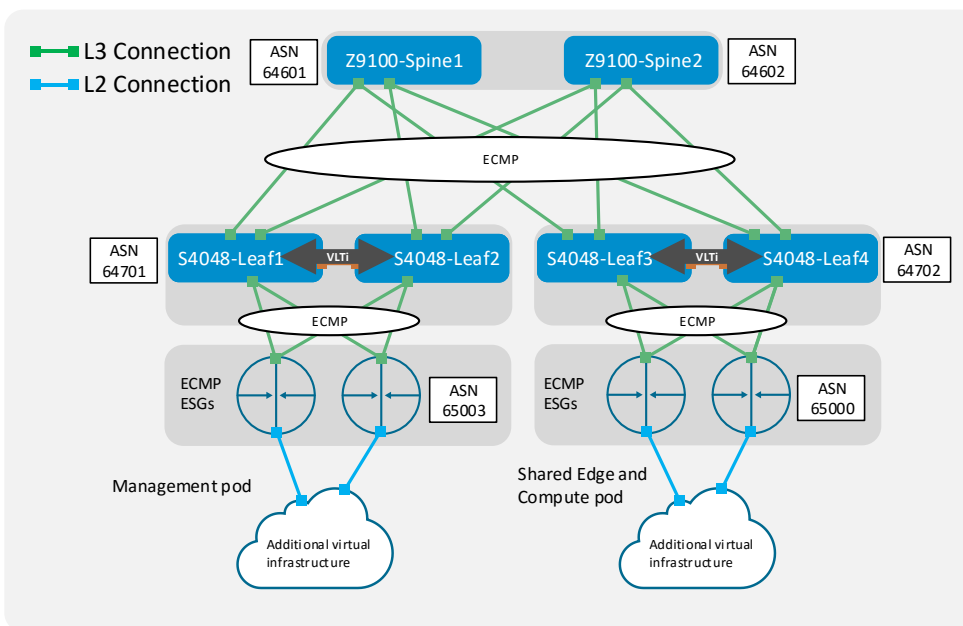 L3 Connection
L2 Connection
ASN
64601
Z9100-Spine1
Z9100-Spine2
ASN
64602
ECMP
ASN
64701
S4048-Leaf1
VLTi
S4048-Leaf2
S4048-Leaf3
VLTi
S4048-Leaf4
ASN
64702
ECMP
ECMP
ECMP
ESGs
ASN
65003
ECMP
ESGs
ASN
65000
Management pod
Shared Edge and
Compute pod
Additional virtual
infrastructure
Additional virtual
infrastructure